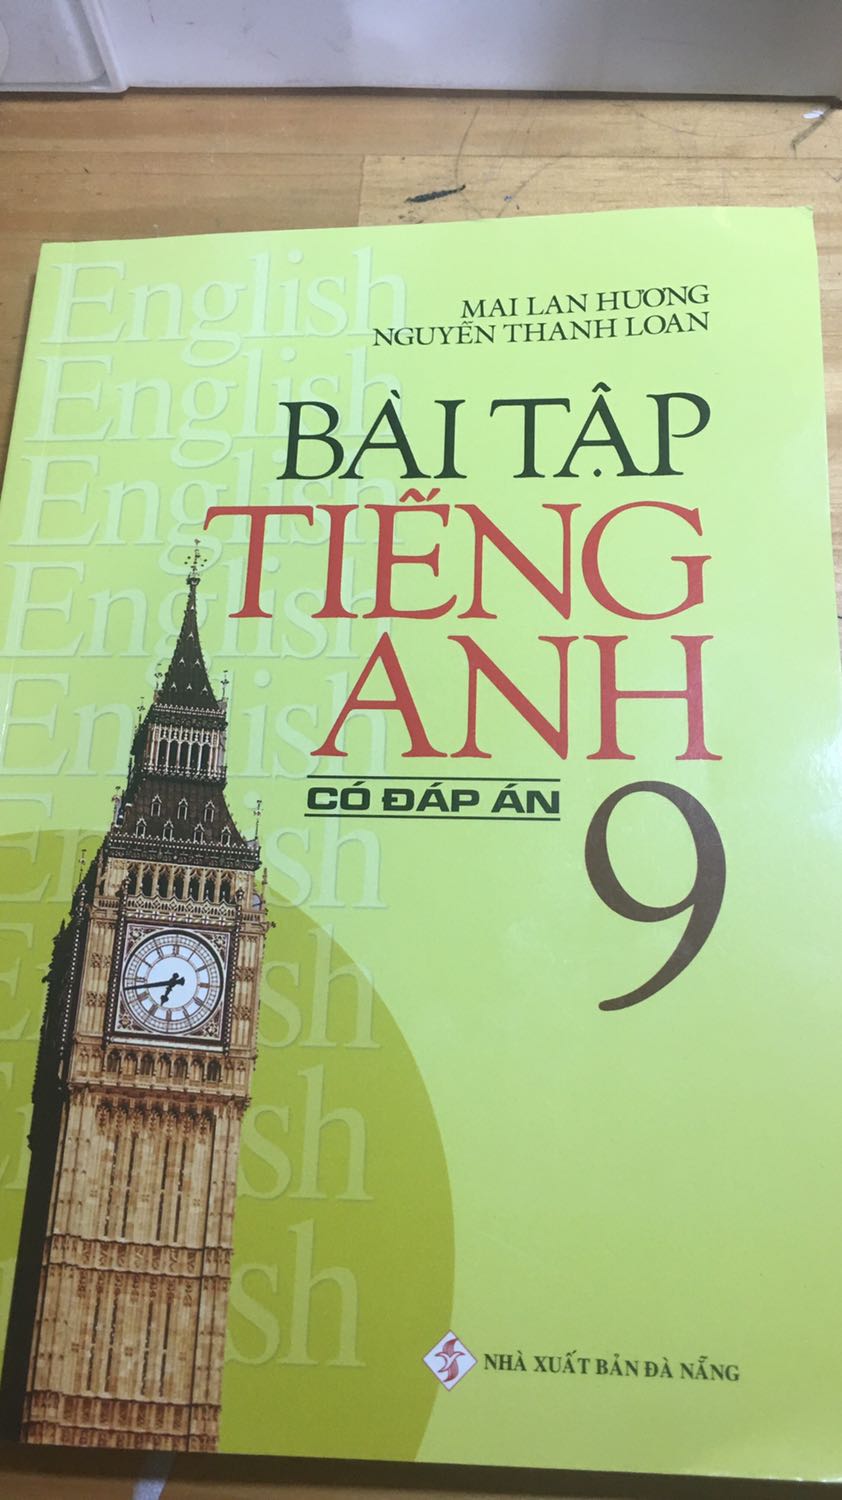 MAI LAN HƯƠNG
NGUYỄN THANH LOAN
BÀI TẬP
TIẾNG
ANH
CÓ ĐÁP ÁN
9
English
English
English
English
English
English
English
English
English
NHÀ XUẤT BẢN ĐÀ NẴNG